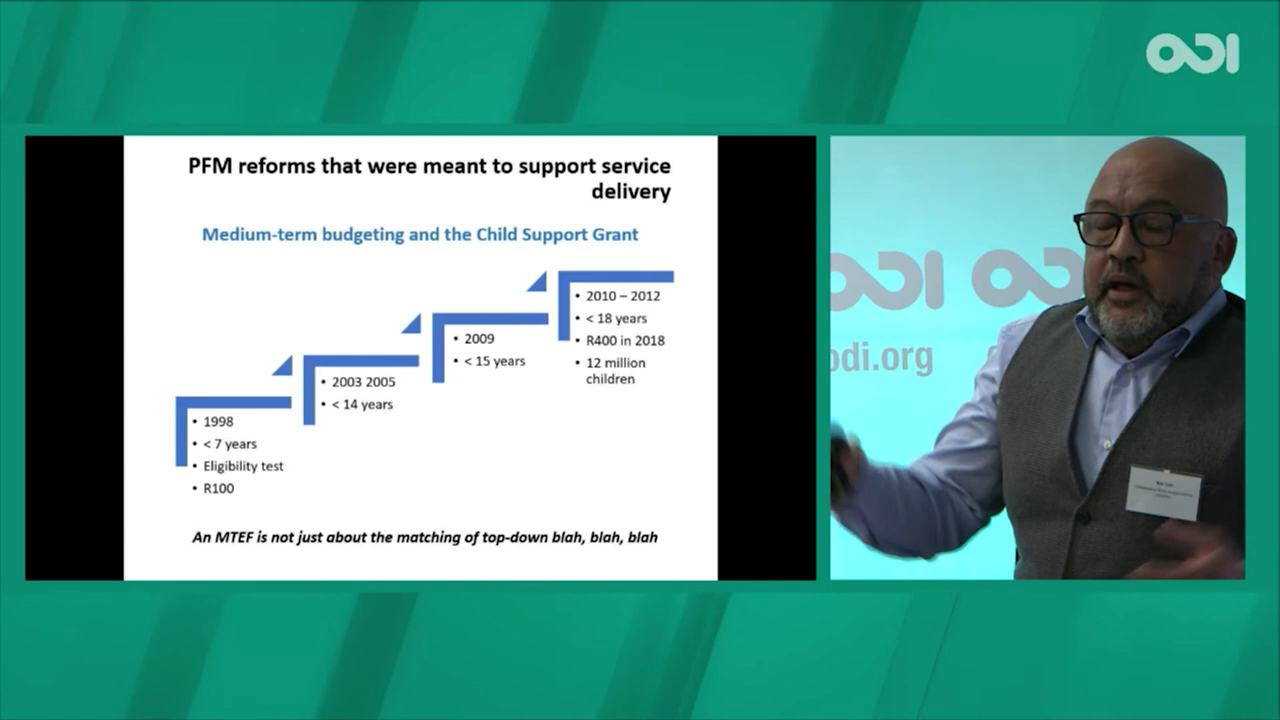 ODI
PFM reforms that were meant to support service
delivery
Medium-term budgeting and the Child Support Grant
• 1998
• < 7 years
• Eligibility test
• R100
• 2003 2005
• < 14 years
• 2009
• < 15 years
• 2010 – 2012
• < 18 years
• R400 in 2018
• 12 million
children
An MTEF is not just about the matching of top-down blah, blah, blah
ODI
odi.org